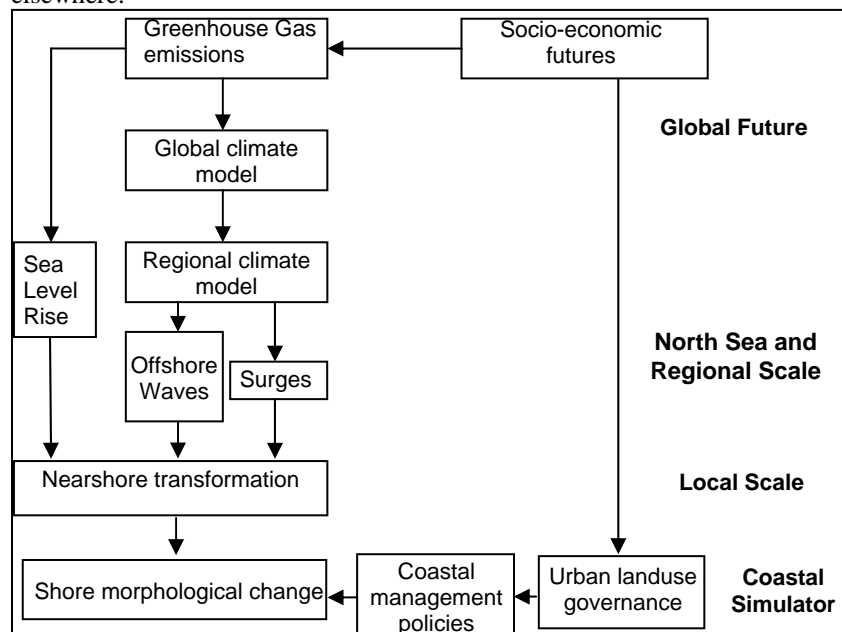 elsewhere.
Greenhouse Gas
emissions
Socio-economic
futures
Global Future
Global climate
model
Sea
Level
Rise
Regional climate
model
North Sea and
Regional Scale
Offshore
Waves
Surges
Nearshore transformation
Local Scale
Shore morphological change
Coastal
management
policies
Urban landuse
governance
Coastal
Simulator